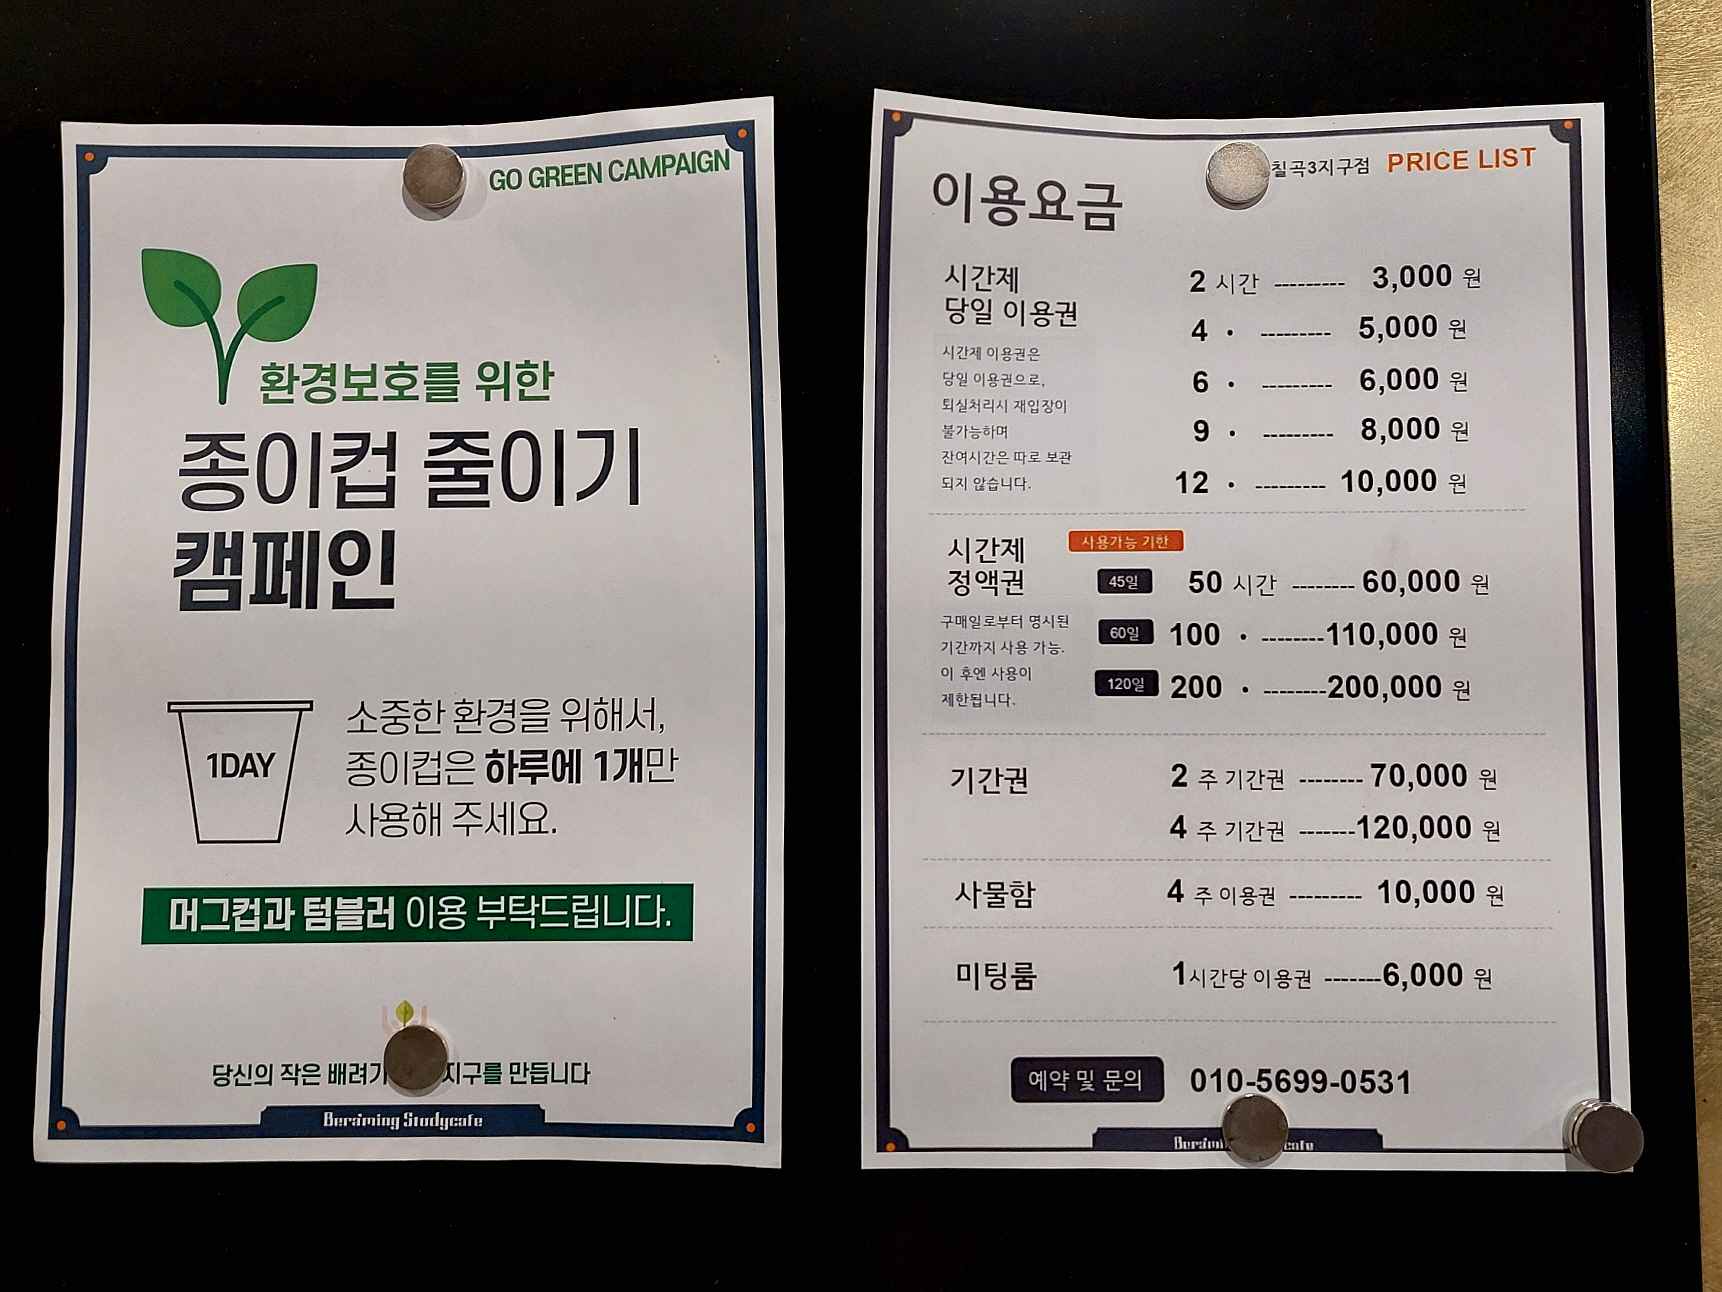 GO GREEN CAMPAIGN
환경보호를 위한
종이컵 줄이기
캠페인
1DAY
소중한 환경을 위해서,
종이컵은 하루에 1개만
사용해 주세요.
머그컵과 텀블러 이용 부탁드립니다.
당신의 작은 배려가 지구를 만듭니다
Beraming Studycafe
칠곡3지구점 PRICE LIST
이용요금
시간제
당일 이용권
시간제 이용권은
당일 이용권으로,
퇴실처리시 재입장이
불가능하며
잔여시간은 따로 보관
되지 않습니다.
2 시간 --------- 3,000 원
4 · --------- 5,000 원
6 · --------- 6,000 원
9 · --------- 8,000 원
12 · --------- 10,000 원
시간제
정액권
구매일로부터 명시된
기간까지 사용 가능.
이 후엔 사용이
제한됩니다.
사용가능 기한
45일 50 시간 -------- 60,000 원
60일 100 · --------110,000 원
120일 200 · --------200,000 원
기간권
2 주 기간권 -------- 70,000 원
4 주 기간권 -------120,000 원
사물함 4 주 이용권 --------- 10,000 원
미팅룸 1시간당 이용권 -------6,000 원
예약 및 문의 010-5699-0531